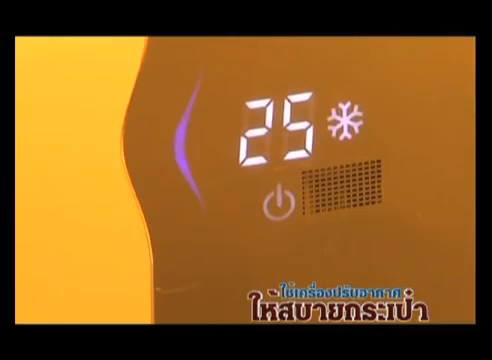 25
ใช้เครื่องปรับอากาศ
ให้สบายกระเป๋า